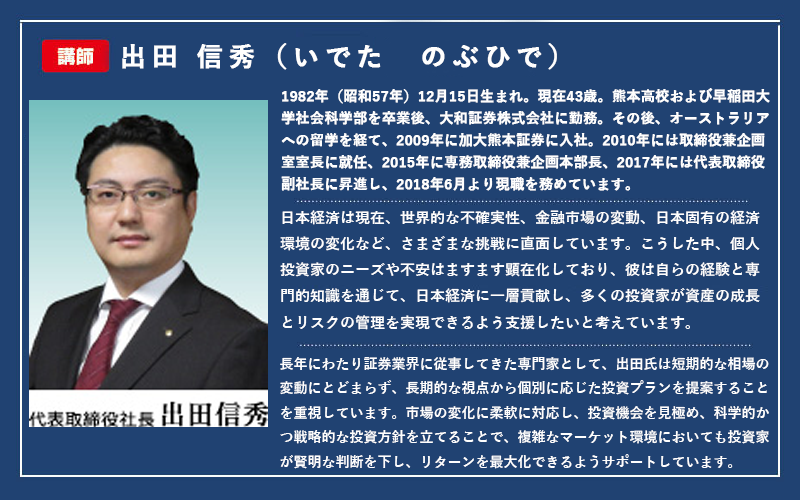 講師
出田 信秀（いでた　のぶひで）
1982年（昭和57年）12月15日生まれ。現在43歳。熊本高校および早稲田大
学社会科学部を卒業後、大和証券株式会社に勤務。その後、オーストラリア
への留学を経て、2009年に加大熊本証券に入社。2010年には取締役兼企画
室室長に就任、2015年に専務取締役兼企画本部長、2017年には代表取締役
副社長に昇進し、2018年6月より現職を務めています。
日本経済は現在、世界的な不確実性、金融市場の変動、日本固有の経済
環境の変化など、さまざまな挑戦に直面しています。こうした中、個人
投資家のニーズや不安はますます顕在化しており、彼は自らの経験と専
門的知識を通じて、日本経済に一層貢献し、多くの投資家が資産の成長
とリスクの管理を実現できるよう支援したいと考えています。
長年にわたり証券業界に従事してきた専門家として、出田氏は短期的な相場の
変動にとどまらず、長期的な視点から個別に応じた投資プランを提案すること
を重視しています。市場の変化に柔軟に対応し、投資機会を見極め、科学的か
つ戦略的な投資方針を立てることで、複雑なマーケット環境においても投資家
が賢明な判断を下し、リターンを最大化できるようサポートしています。
代表取締役社長 出田信秀